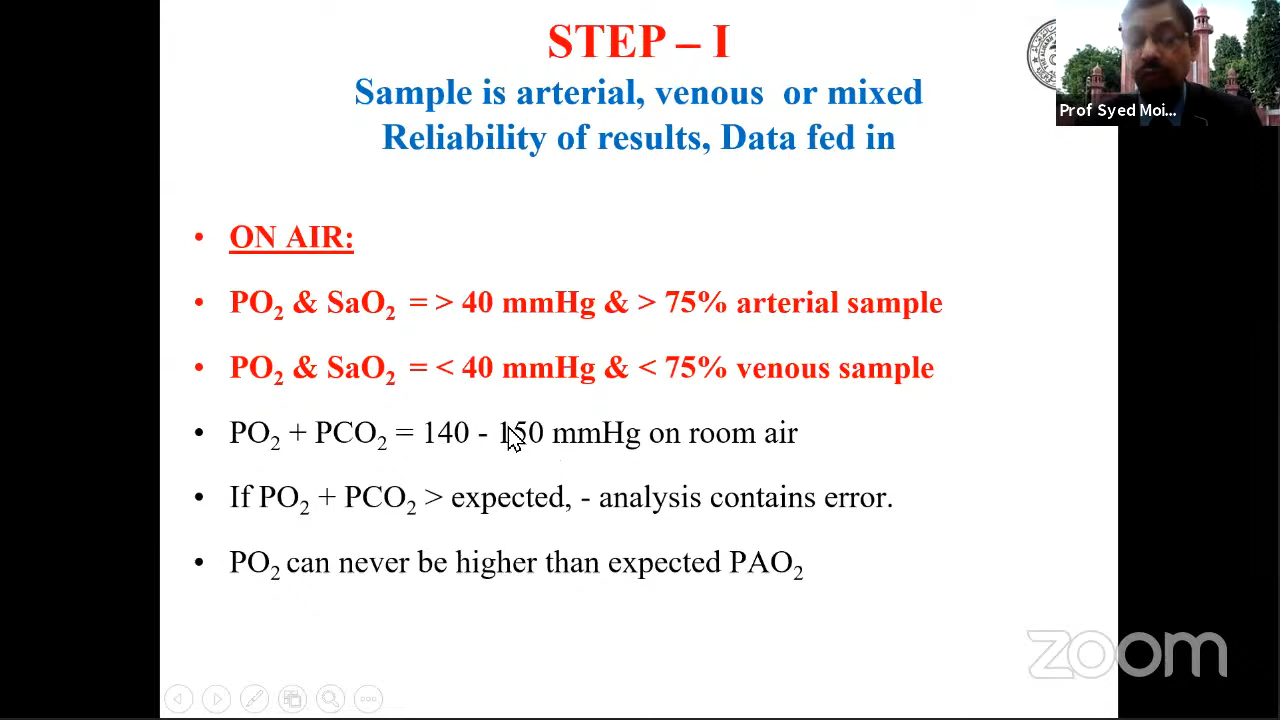 STEP – I
Sample is arterial, venous or mixed
Reliability of results, Data fed in
Prof Syed Moi...
• ON AIR:
• PO2 & SaO2 = > 40 mmHg & > 75% arterial sample
• PO2 & SaO2 = < 40 mmHg & < 75% venous sample
• PO2 + PCO2 = 140 - 150 mmHg on room air
• If PO2 + PCO2 > expected, - analysis contains error.
• PO2 can never be higher than expected PAO2
zoom